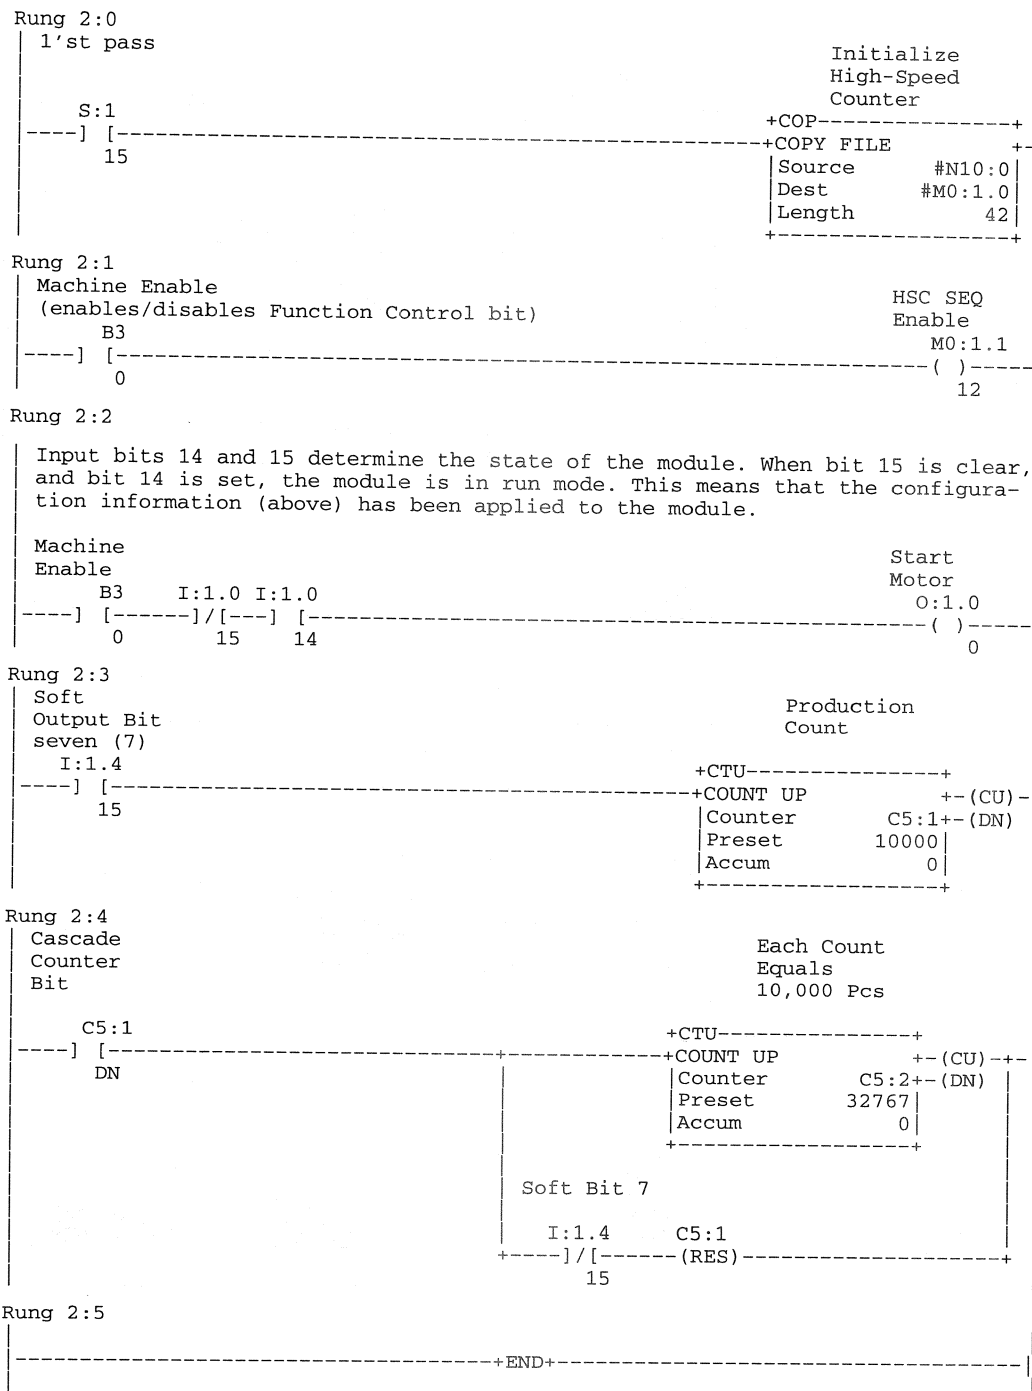 Rung 2:0
1'st pass
Initialize
High-Speed
Counter
S:1
+COP---------------+
----] [--------------------------------------------------+COPY FILE +-
15
|Source #N10:0|
|Dest #M0:1.0|
|Length 42|
+------------------+
Rung 2:1
Machine Enable
(enables/disables Function Control bit)
HSC SEQ
Enable
B3
M0:1.1
----] [---------------------------------------------------------------( )-----
0
12
Rung 2:2
Input bits 14 and 15 determine the state of the module. When bit 15 is clear,
and bit 14 is set, the module is in run mode. This means that the configura-
tion information (above) has been applied to the module.
Machine
Enable
Start
Motor
B3 I:1.0 I:1.0
O:1.0
----] [------]/[---] [------------------------------------------------( )-----
0 15 14
0
Rung 2:3
Soft
Output Bit
seven (7)
Production
Count
I:1.4
+CTU---------------+
----] [---------------------------------------------+COUNT UP +-(CU)-
15
|Counter C5:1+-(DN)
|Preset 10000|
|Accum 0|
+------------------+
Rung 2:4
Cascade
Counter
Bit
Each Count
Equals
10,000 Pcs
C5:1
+CTU---------------+
----] [------------------------------+------------+COUNT UP +-(CU)-+-
DN
|Counter C5:2+-(DN) |
|Preset 32767|
|Accum 0|
+------------------+
Soft Bit 7
I:1.4 C5:1
+----]/[------(RES)--------------------+
15
Rung 2:5
-------------------------------------+END+------------------------------------|